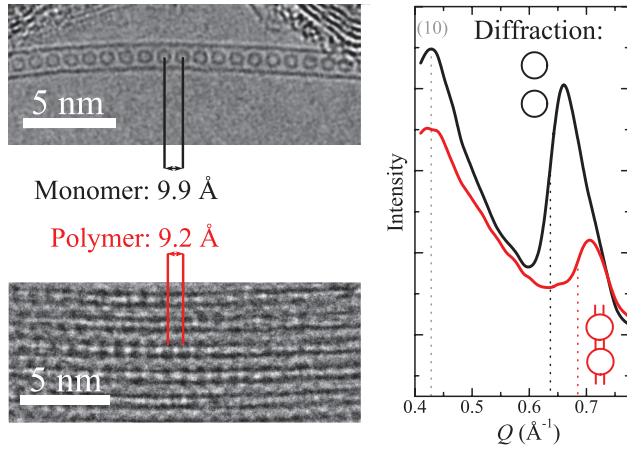 5 nm
Monomer: 9.9 Å
Polymer: 9.2 Å
5 nm
(10)
Diffraction:
Intensity
0.4 0.5 0.6 0.7
Q (Å⁻¹)